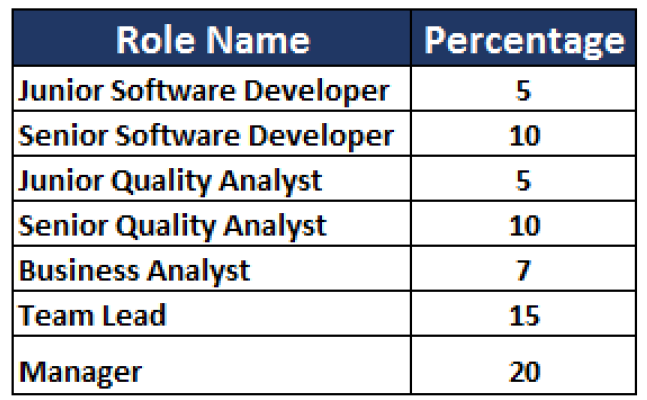 Role Name Percentage
Junior Software Developer 5
Senior Software Developer 10
Junior Quality Analyst 5
Senior Quality Analyst 10
Business Analyst 7
Team Lead 15
Manager 20